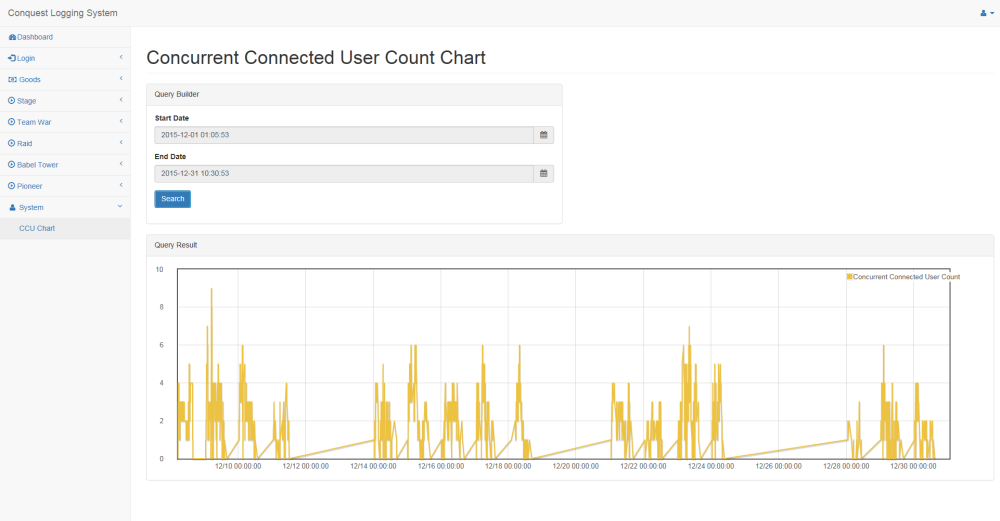 Conquest Logging System
Dashboard
Login
Goods
Stage
Team War
Raid
Babel Tower
Pioneer
System
CCU Chart
Concurrent Connected User Count Chart
Query Builder
Start Date
2015-12-01 01:05:53
End Date
2015-12-31 10:30:53
Search
Query Result
Concurrent Connected User Count
10
8
6
4
2
0
12/10 00:00:00 12/12 00:00:00 12/14 00:00:00 12/16 00:00:00 12/18 00:00:00 12/20 00:00:00 12/22 00:00:00 12/24 00:00:00 12/26 00:00:00 12/28 00:00:00 12/30 00:00:00